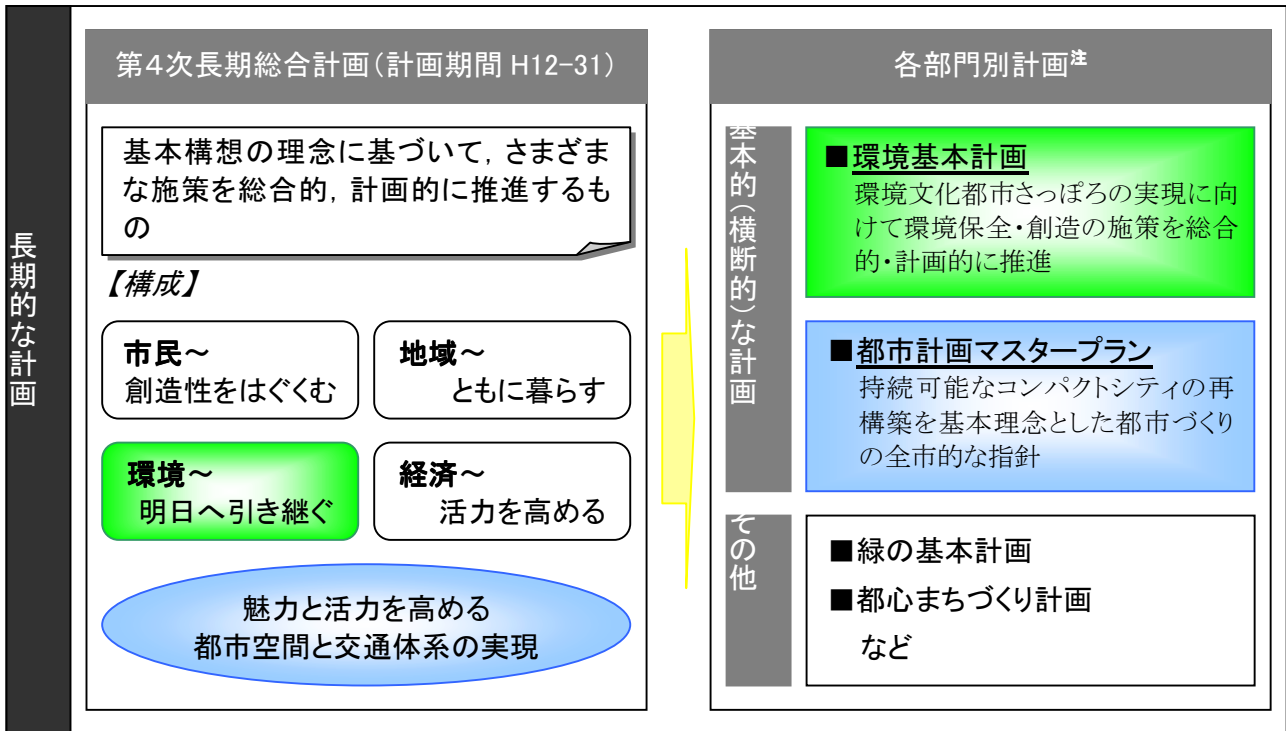 長期的な計画
第4次長期総合計画(計画期間 H12-31)
基本構想の理念に基づいて,さまざま
な施策を総合的,計画的に推進するも
の
【構成】
市民～
創造性をはぐくむ
地域～
ともに暮らす
環境～
明日へ引き継ぐ
経済～
活力を高める
魅力と活力を高める
都市空間と交通体系の実現
各部門別計画注
基本的(横断的)な計画
■環境基本計画
環境文化都市さっぽろの実現に向
けて環境保全・創造の施策を総合
的・計画的に推進
■都市計画マスタープラン
持続可能なコンパクトシティの再
構築を基本理念とした都市づくり
の全市的な指針
その他
■緑の基本計画
■都心まちづくり計画
など